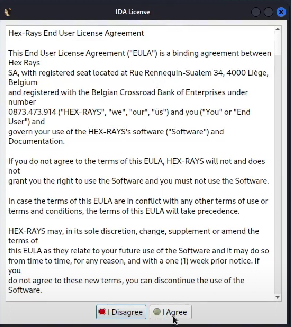 IDA License
Hex-Rays End User License Agreement
This End User License Agreement ("EULA") is a binding agreement between
Hex Rays
SA, with registered seat located at Rue Rennequin-Sualem 34, 4000 Liège,
Belgium
and registered with the Belgian Crossroad Bank of Enterprises under
number
0873.473.914 ("HEX-RAYS", "we", "our", "us") and you ("You" or "End
User") and
govern your use of the HEX-RAYS's software ("Software") and
Documentation.
If you do not agree to the terms of this EULA, HEX-RAYS will not and does
not
grant you the right to use the Software and you must not use the Software.
In case the terms of this EULA are in conflict with any other terms of use or
terms and conditions, the terms of this EULA will take precedence.
HEX-RAYS may, in its sole discretion, change, supplement or amend the
terms of
this EULA as they relate to your future use of the Software and it may do so
from time to time, for any reason, and with a one (1) week prior notice. If
you
do not agree to these new terms, you can discontinue the use of the
Software.
I Disagree
I Agree